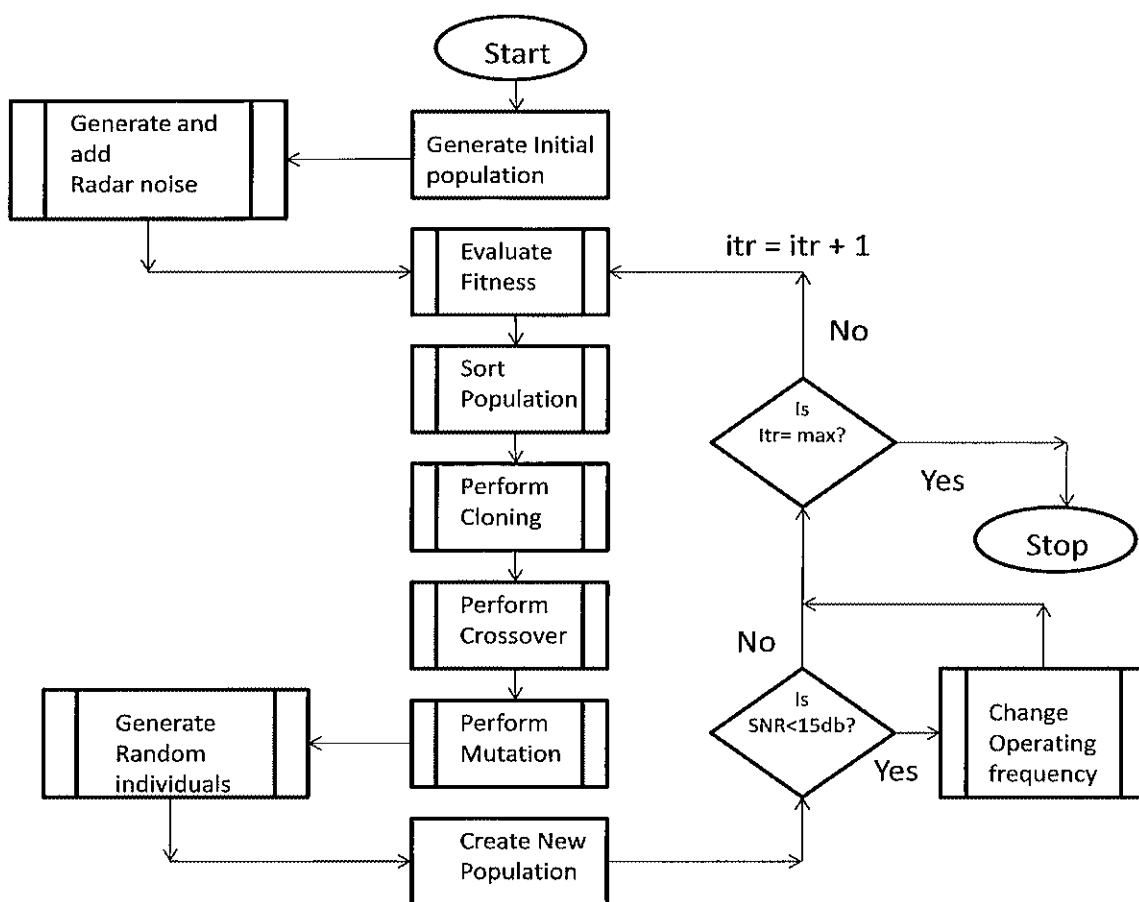 Start
Generate and
add
Radar noise
Generate Initial
population
Evaluate
Fitness
itr = itr + 1
No
Sort
Population
Is
Itr= max?
Yes
Stop
Perform
Cloning
Perform
Crossover
No
Is
SNR<15db?
Yes
Change
Operating
frequency
Perform
Mutation
Generate
Random
individuals
Create New
Population